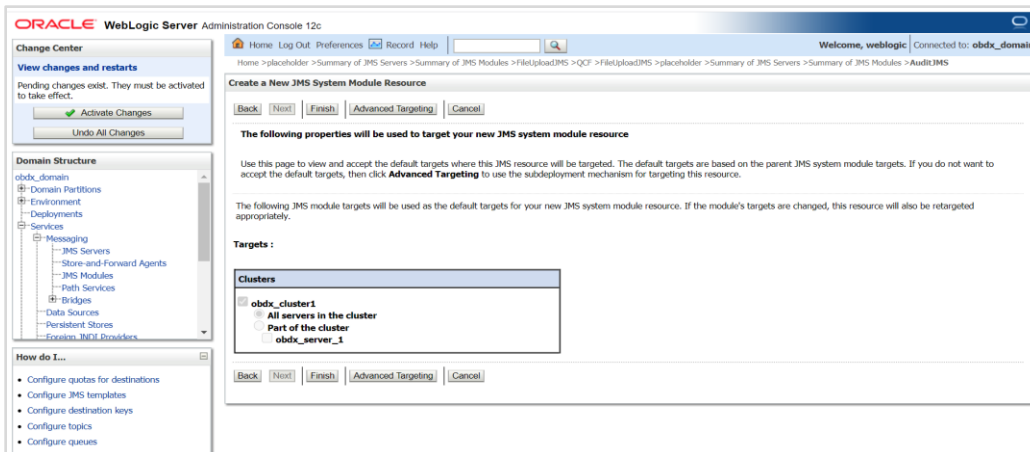 ORACLE WebLogic Server Administration Console 12c
Change Center
View changes and restarts
Pending changes exist. They must be activated
to take effect.
Activate Changes
Undo All Changes
Domain Structure
obdx_domain
Domain Partitions
Environment
Deployments
Services
Messaging
JMS Servers
Store-and-Forward Agents
JMS Modules
Path Services
Bridges
Data Sources
Persistent Stores
Foreign JNDI Providers
How do I...
Configure quotas for destinations
Configure JMS templates
Configure destination keys
Configure topics
Configure queues
Home Log Out Preferences Record Help
Welcome, weblogic Connected to: obdx_domain
Home >placeholder >Summary of JMS Servers >Summary of JMS Modules >FileUploadJMS >QCF >FileUploadJMS >placeholder >Summary of JMS Servers >Summary of JMS Modules >AuditJMS
Create a New JMS System Module Resource
Back Next Finish Advanced Targeting Cancel
The following properties will be used to target your new JMS system module resource
Use this page to view and accept the default targets where this JMS resource will be targeted. The default targets are based on the parent JMS system module targets. If you do not want to
accept the default targets, then click Advanced Targeting to use the subdeployment mechanism for targeting this resource.
The following JMS module targets will be used as the default targets for your new JMS system module resource. If the module's targets are changed, this resource will also be retargeted
appropriately.
Targets :
Clusters
obdx_cluster1
All servers in the cluster
Part of the cluster
obdx_server_1
Back Next Finish Advanced Targeting Cancel